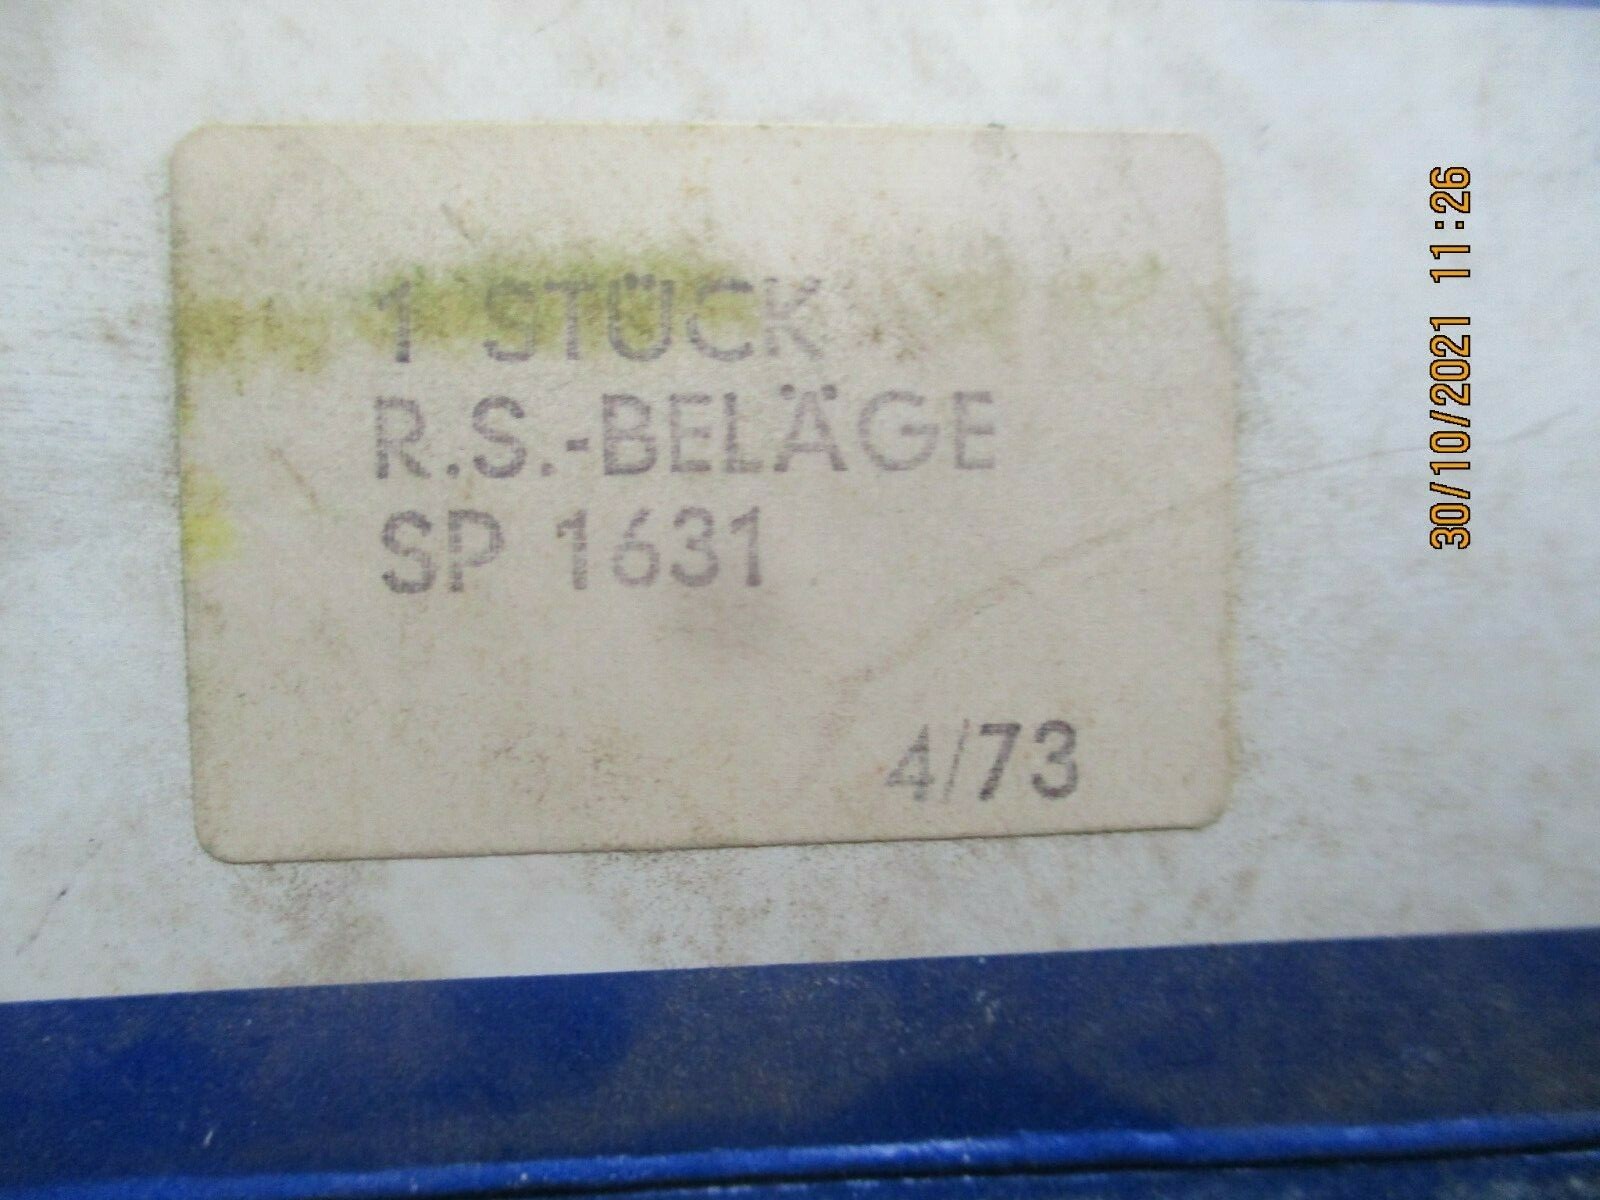 1 STÜCK
R.S.-BELÄGE
SP 1631
4/73
30/10/2021 11:26